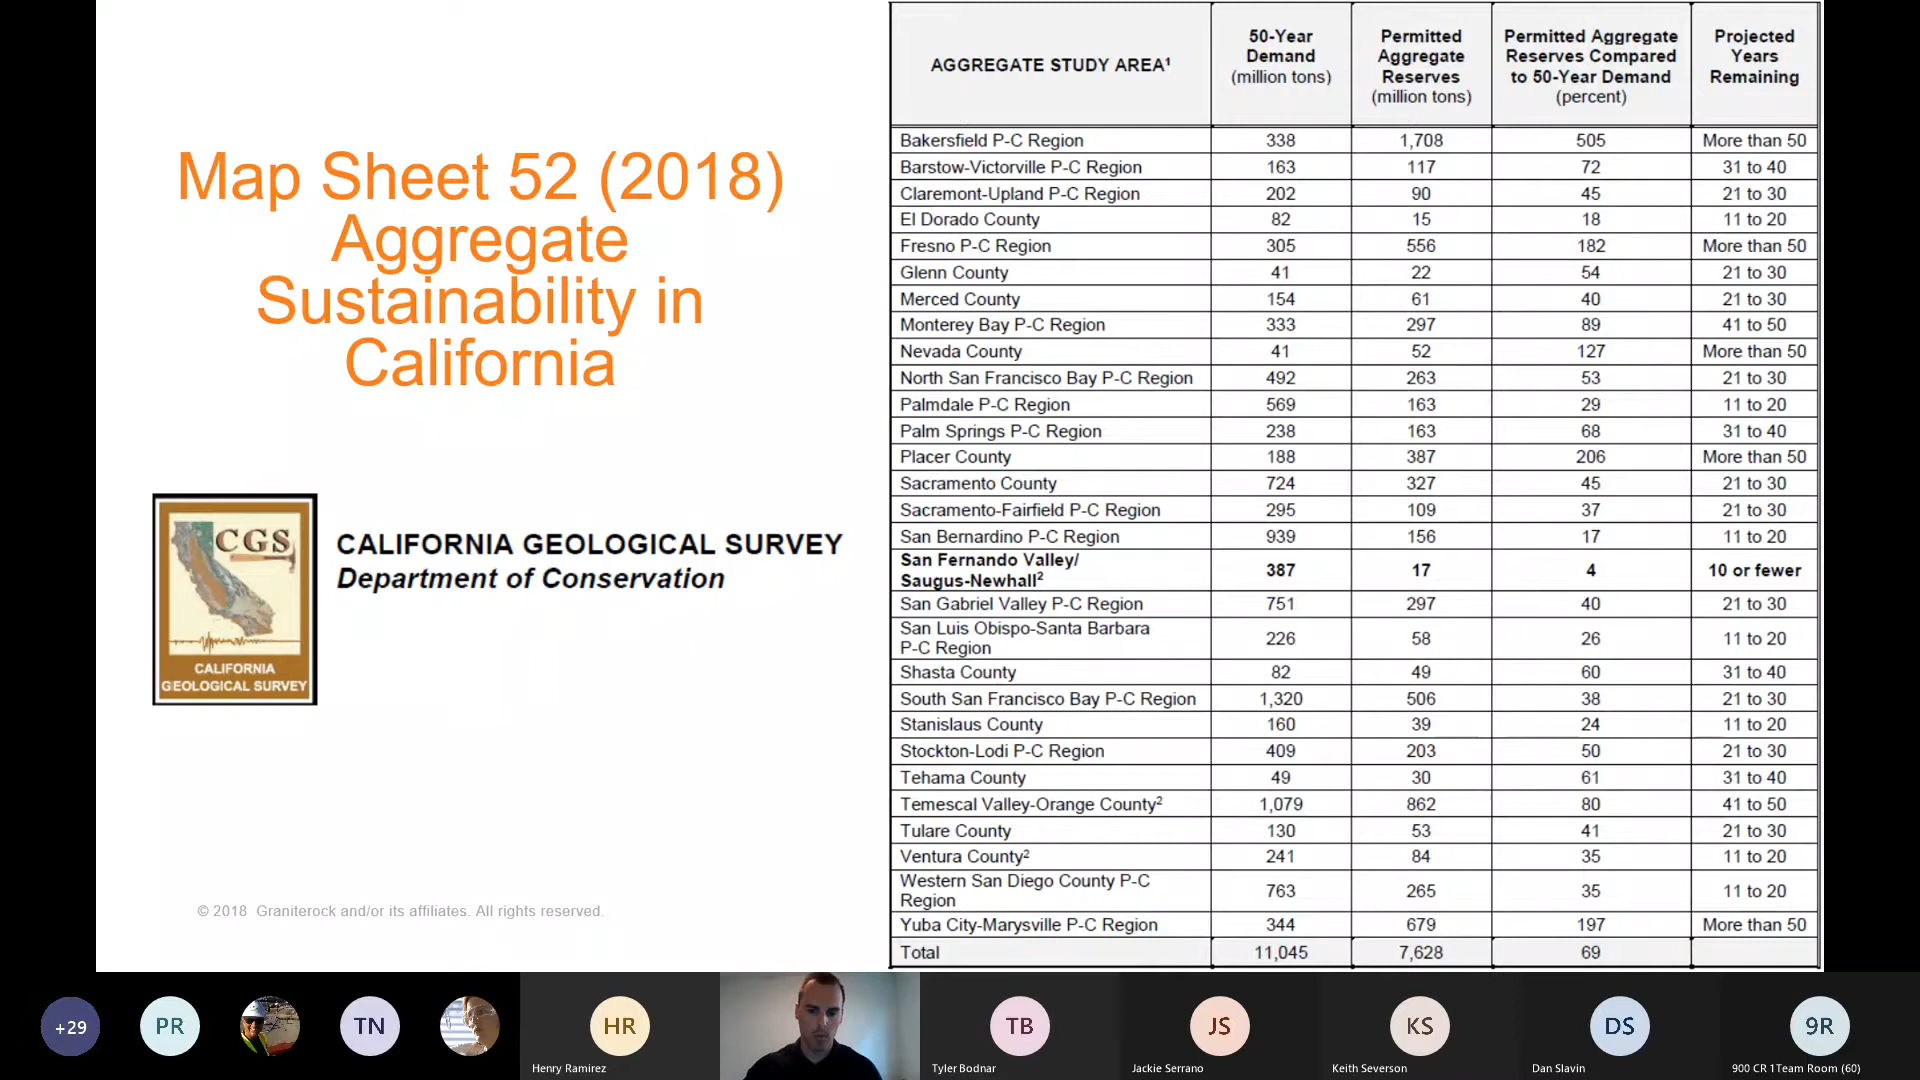 Map Sheet 52 (2018)
Aggregate
Sustainability in
California
CGS
CALIFORNIA
GEOLOGICAL SURVEY
CALIFORNIA GEOLOGICAL SURVEY
Department of Conservation
© 2018 Graniterock and/or its affiliates. All rights reserved.
AGGREGATE STUDY AREA¹
50-Year
Demand
(million tons)
Permitted
Aggregate
Reserves
(million tons)
Permitted Aggregate
Reserves Compared
to 50-Year Demand
(percent)
Projected
Years
Remaining
Bakersfield P-C Region 338 1,708 505 More than 50
Barstow-Victorville P-C Region 163 117 72 31 to 40
Claremont-Upland P-C Region 202 90 45 21 to 30
El Dorado County 82 15 18 11 to 20
Fresno P-C Region 305 556 182 More than 50
Glenn County 41 22 54 21 to 30
Merced County 154 61 40 21 to 30
Monterey Bay P-C Region 333 297 89 41 to 50
Nevada County 41 52 127 More than 50
North San Francisco Bay P-C Region 492 263 53 21 to 30
Palmdale P-C Region 569 163 29 11 to 20
Palm Springs P-C Region 238 163 68 31 to 40
Placer County 188 387 206 More than 50
Sacramento County 724 327 45 21 to 30
Sacramento-Fairfield P-C Region 295 109 37 21 to 30
San Bernardino P-C Region 939 156 17 11 to 20
San Fernando Valley/
Saugus-Newhall² 387 17 4 10 or fewer
San Gabriel Valley P-C Region 751 297 40 21 to 30
San Luis Obispo-Santa Barbara
P-C Region 226 58 26 11 to 20
Shasta County 82 49 60 31 to 40
South San Francisco Bay P-C Region 1,320 506 38 21 to 30
Stanislaus County 160 39 24 11 to 20
Stockton-Lodi P-C Region 409 203 50 21 to 30
Tehama County 49 30 61 31 to 40
Temescal Valley-Orange County² 1,079 862 80 41 to 50
Tulare County 130 53 41 21 to 30
Ventura County² 241 84 35 11 to 20
Western San Diego County P-C
Region 763 265 35 11 to 20
Yuba City-Marysville P-C Region 344 679 197 More than 50
Total 11,045 7,628 69
+29
PR
TN
HR
Henry Ramirez
TB
Tyler Bodnar
JS
Jackie Serrano
KS
Keith Severson
DS
Dan Slavin
9R
900 CR 1Team Room (60)